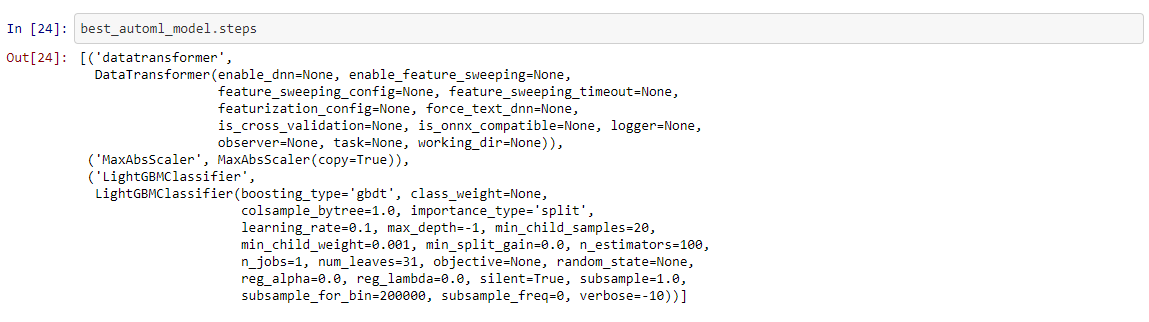 In [24]: best_automl_model.steps
Out[24]: [('datatransformer',
DataTransformer(enable_dnn=None, enable_feature_sweeping=None,
feature_sweeping_config=None, feature_sweeping_timeout=None,
featurization_config=None, force_text_dnn=None,
is_cross_validation=None, is_onnx_compatible=None, logger=None,
observer=None, task=None, working_dir=None)),
('MaxAbsScaler', MaxAbsScaler(copy=True)),
('LightGBMClassifier',
LightGBMClassifier(boosting_type='gbdt', class_weight=None,
colsample_bytree=1.0, importance_type='split',
learning_rate=0.1, max_depth=-1, min_child_samples=20,
min_child_weight=0.001, min_split_gain=0.0, n_estimators=100,
n_jobs=1, num_leaves=31, objective=None, random_state=None,
reg_alpha=0.0, reg_lambda=0.0, silent=True, subsample=1.0,
subsample_for_bin=200000, subsample_freq=0, verbose=-10))]